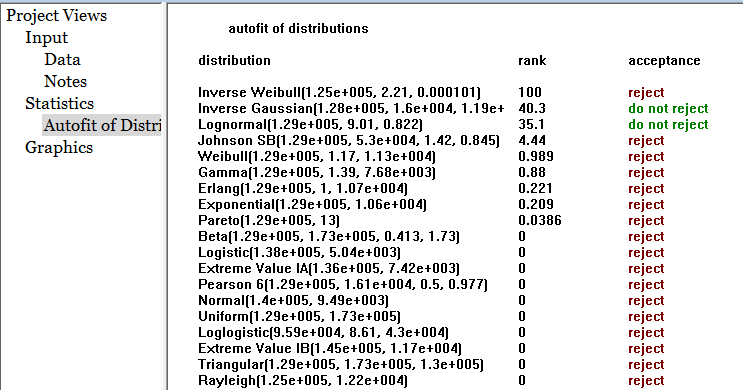 Project Views
Input
Data
Notes
Statistics
Autofit of Distri
Graphics
autofit of distributions
distribution rank acceptance
Inverse Weibull(1.25e+005, 2.21, 0.000101) 100 reject
Inverse Gaussian(1.28e+005, 1.6e+004, 1.19e+ 40.3 do not reject
Lognormal(1.29e+005, 9.01, 0.822) 35.1 do not reject
Johnson SB(1.29e+005, 5.3e+004, 1.42, 0.845) 4.44 reject
Weibull(1.29e+005, 1.17, 1.13e+004) 0.989 reject
Gamma(1.29e+005, 1.39, 7.68e+003) 0.88 reject
Erlang(1.29e+005, 1, 1.07e+004) 0.221 reject
Exponential(1.29e+005, 1.06e+004) 0.209 reject
Pareto(1.29e+005, 13) 0.0386 reject
Beta(1.29e+005, 1.73e+005, 0.413, 1.73) 0 reject
Logistic(1.38e+005, 5.04e+003) 0 reject
Extreme Value IA(1.36e+005, 7.42e+003) 0 reject
Pearson 6(1.29e+005, 1.61e+004, 0.5, 0.977) 0 reject
Normal(1.4e+005, 9.49e+003) 0 reject
Uniform(1.29e+005, 1.73e+005) 0 reject
Loglogistic(9.59e+004, 8.61, 4.3e+004) 0 reject
Extreme Value IB(1.45e+005, 1.17e+004) 0 reject
Triangular(1.29e+005, 1.73e+005, 1.3e+005) 0 reject
Rayleigh(1.25e+005, 1.22e+004) 0 reject